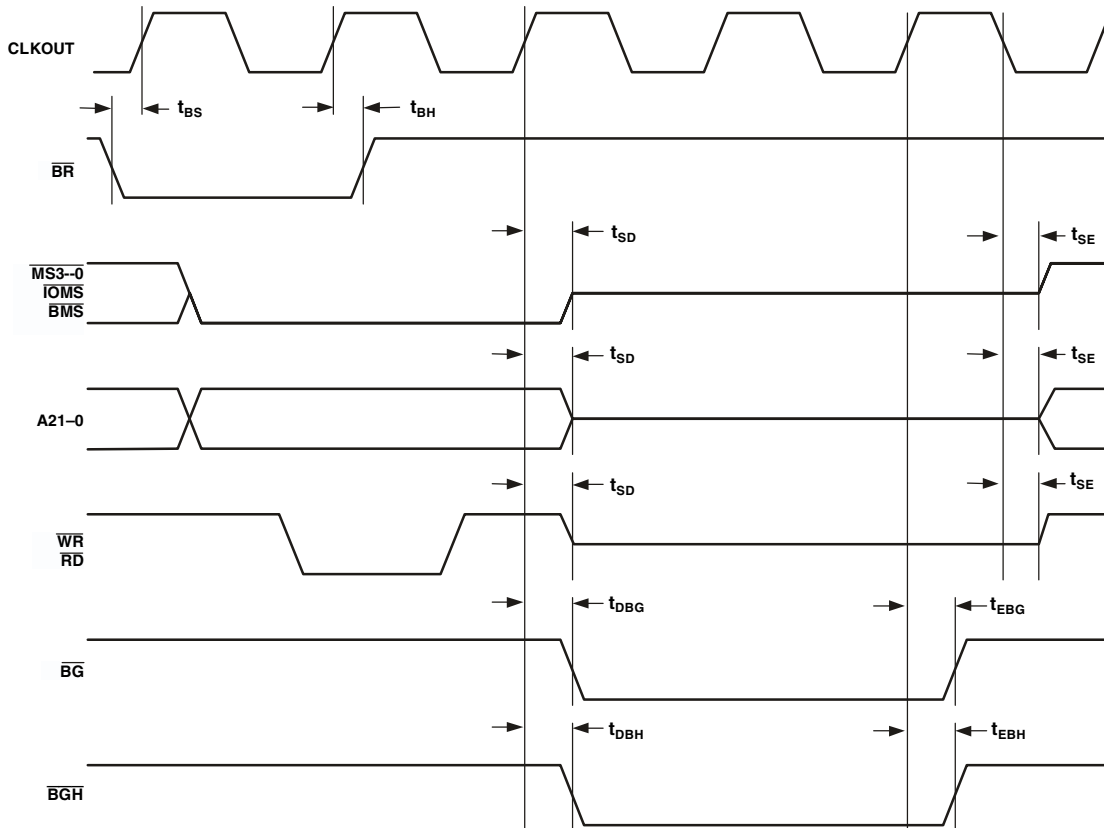 CLKOUT
tBS
tBH
BR
tSD
tSE
MS3--0
IOMS
BMS
tSD
tSE
A21–0
tSD
tSE
WR
RD
tDBG
tEBG
BG
tDBH
tEBH
BGH